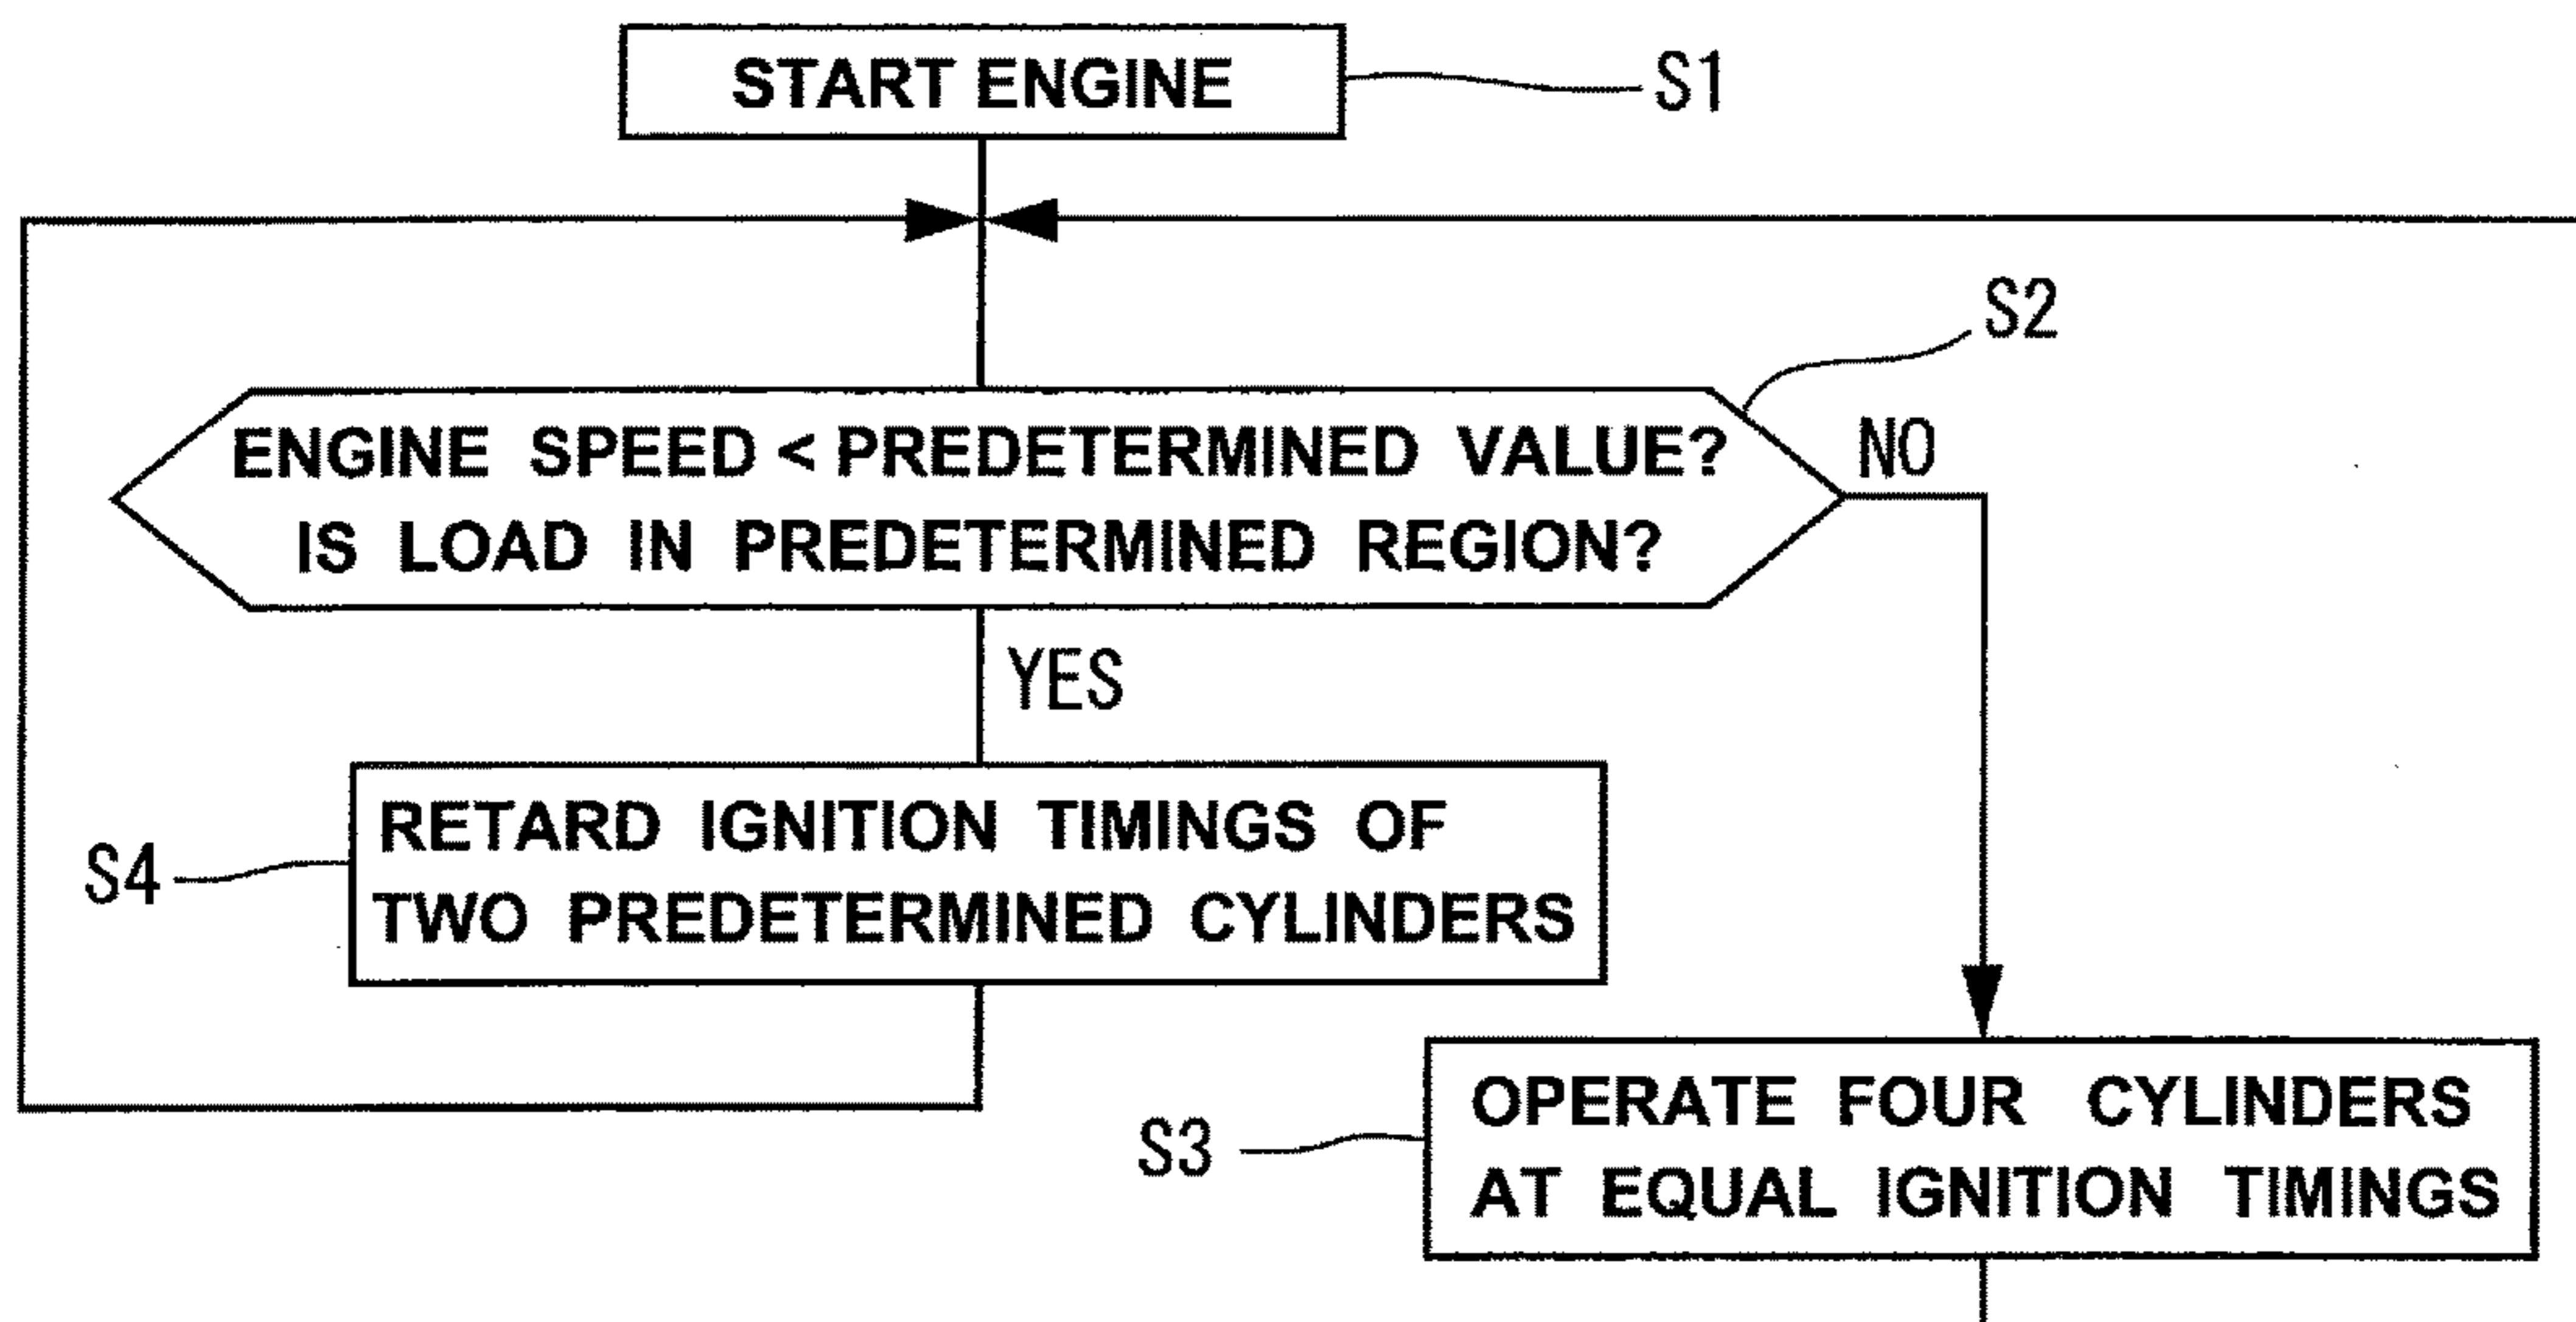 START ENGINE
S1
S2
ENGINE SPEED < PREDETERMINED VALUE?
IS LOAD IN PREDETERMINED REGION?
NO
YES
RETARD IGNITION TIMINGS OF
TWO PREDETERMINED CYLINDERS
S4
OPERATE FOUR CYLINDERS
AT EQUAL IGNITION TIMINGS
S3